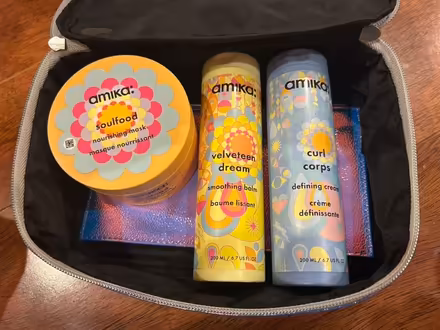 amika:
soulfood
nourishing mask
masque nourrissant
amika:
velveteen
dream
smoothing balm
baume lissant
200 ML / 6.7 US FL OZ
amika:
curl
corps
defining cream
crème
définissante
200 ML / 6.7 US FL OZ